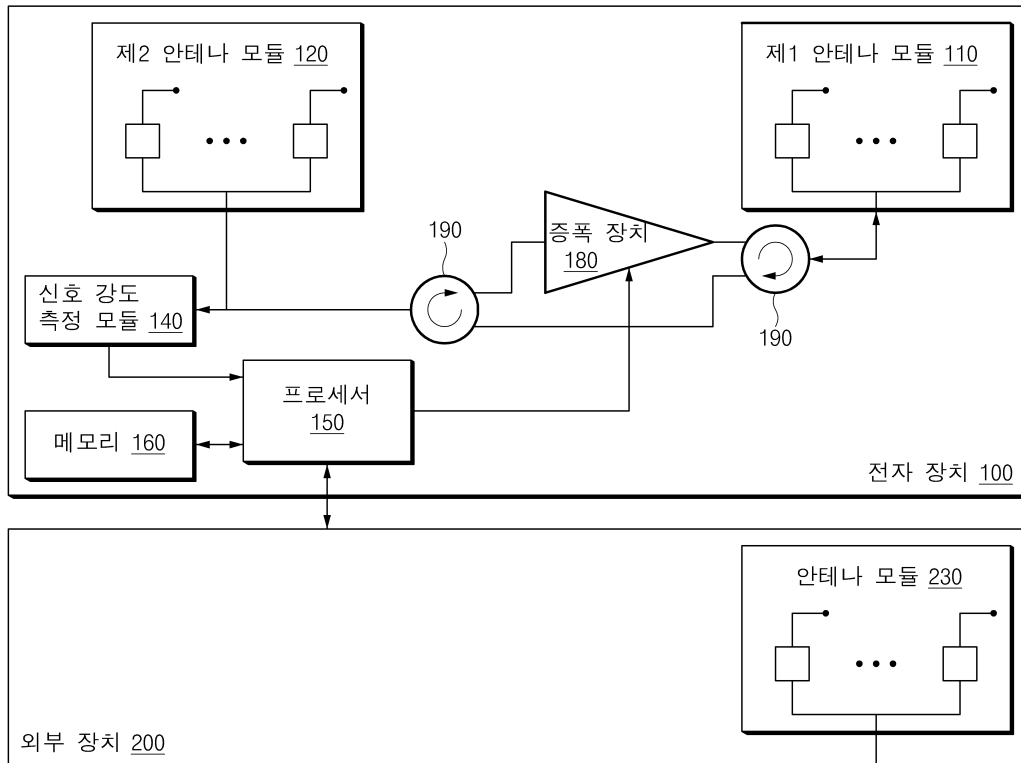 제2 안테나 모듈 120
제1 안테나 모듈 110
190
증폭 장치
180
190
신호 강도
측정 모듈 140
프로세서
150
메모리 160
전자 장치 100
안테나 모듈 230
외부 장치 200